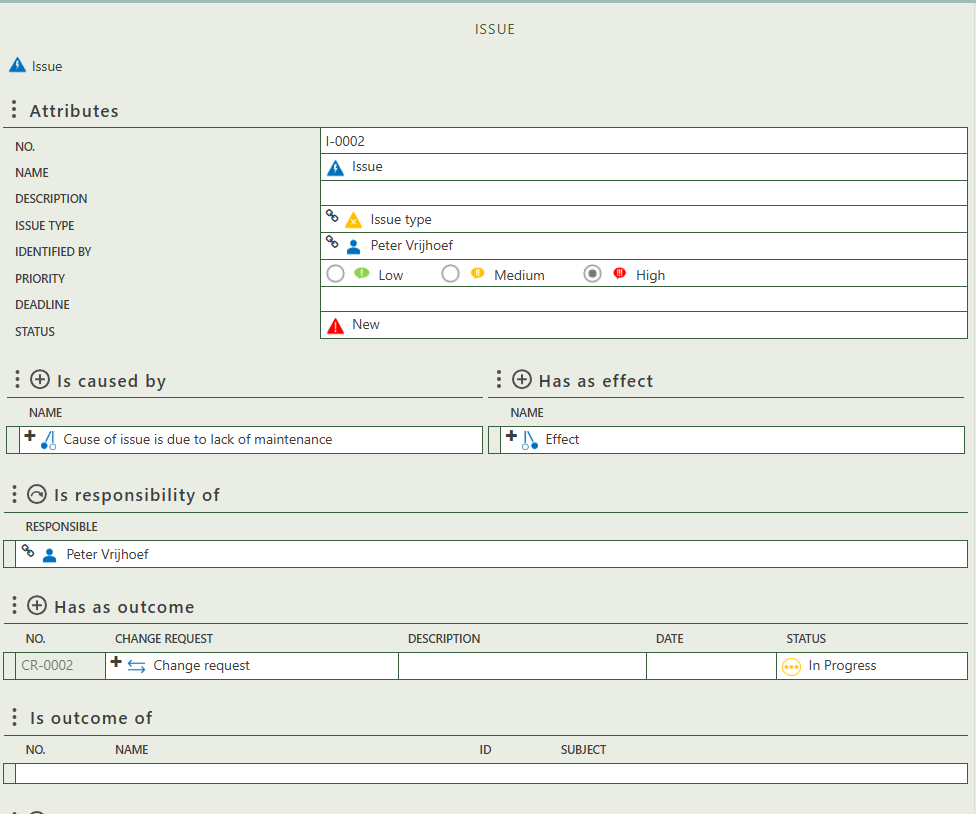 ISSUE
Issue
Attributes
NO. I-0002
NAME Issue
DESCRIPTION
ISSUE TYPE Issue type
IDENTIFIED BY Peter Vrijhoef
PRIORITY Low Medium High
DEADLINE
STATUS New
Is caused by
NAME
Cause of issue is due to lack of maintenance
Has as effect
NAME
Effect
Is responsibility of
RESPONSIBLE
Peter Vrijhoef
Has as outcome
NO. CHANGE REQUEST DESCRIPTION DATE STATUS
CR-0002 Change request In Progress
Is outcome of
NO. NAME ID SUBJECT